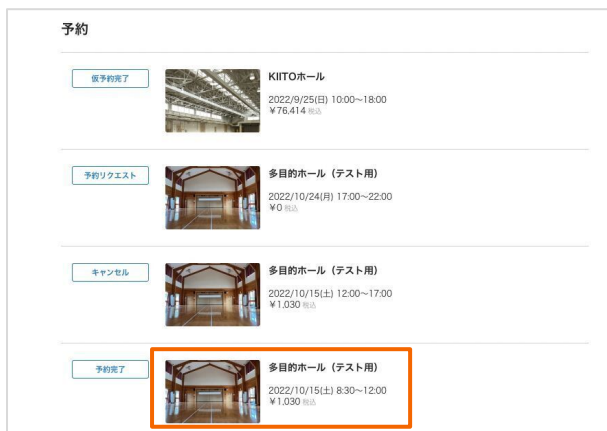 予約
仮予約完了
KIITOホール
2022/9/25(日) 10:00~18:00
¥76,414 税込
予約リクエスト
多目的ホール（テスト用）
2022/10/24(月) 17:00~22:00
¥0 税込
キャンセル
多目的ホール（テスト用）
2022/10/15(土) 12:00~17:00
¥1,030 税込
予約完了
多目的ホール（テスト用）
2022/10/15(土) 8:30~12:00
¥1,030 税込